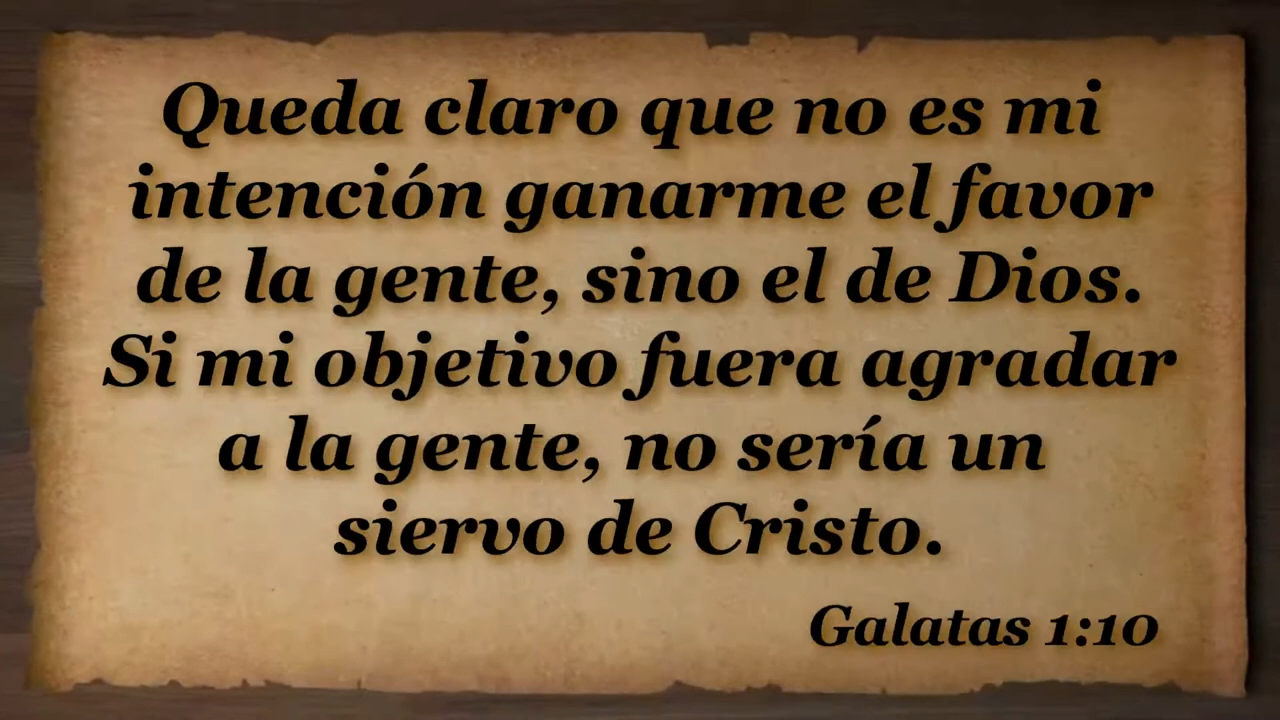 Queda claro que no es mi
intención ganarme el favor
de la gente, sino el de Dios.
Si mi objetivo fuera agradar
a la gente, no sería un
siervo de Cristo.
Galatas 1:10